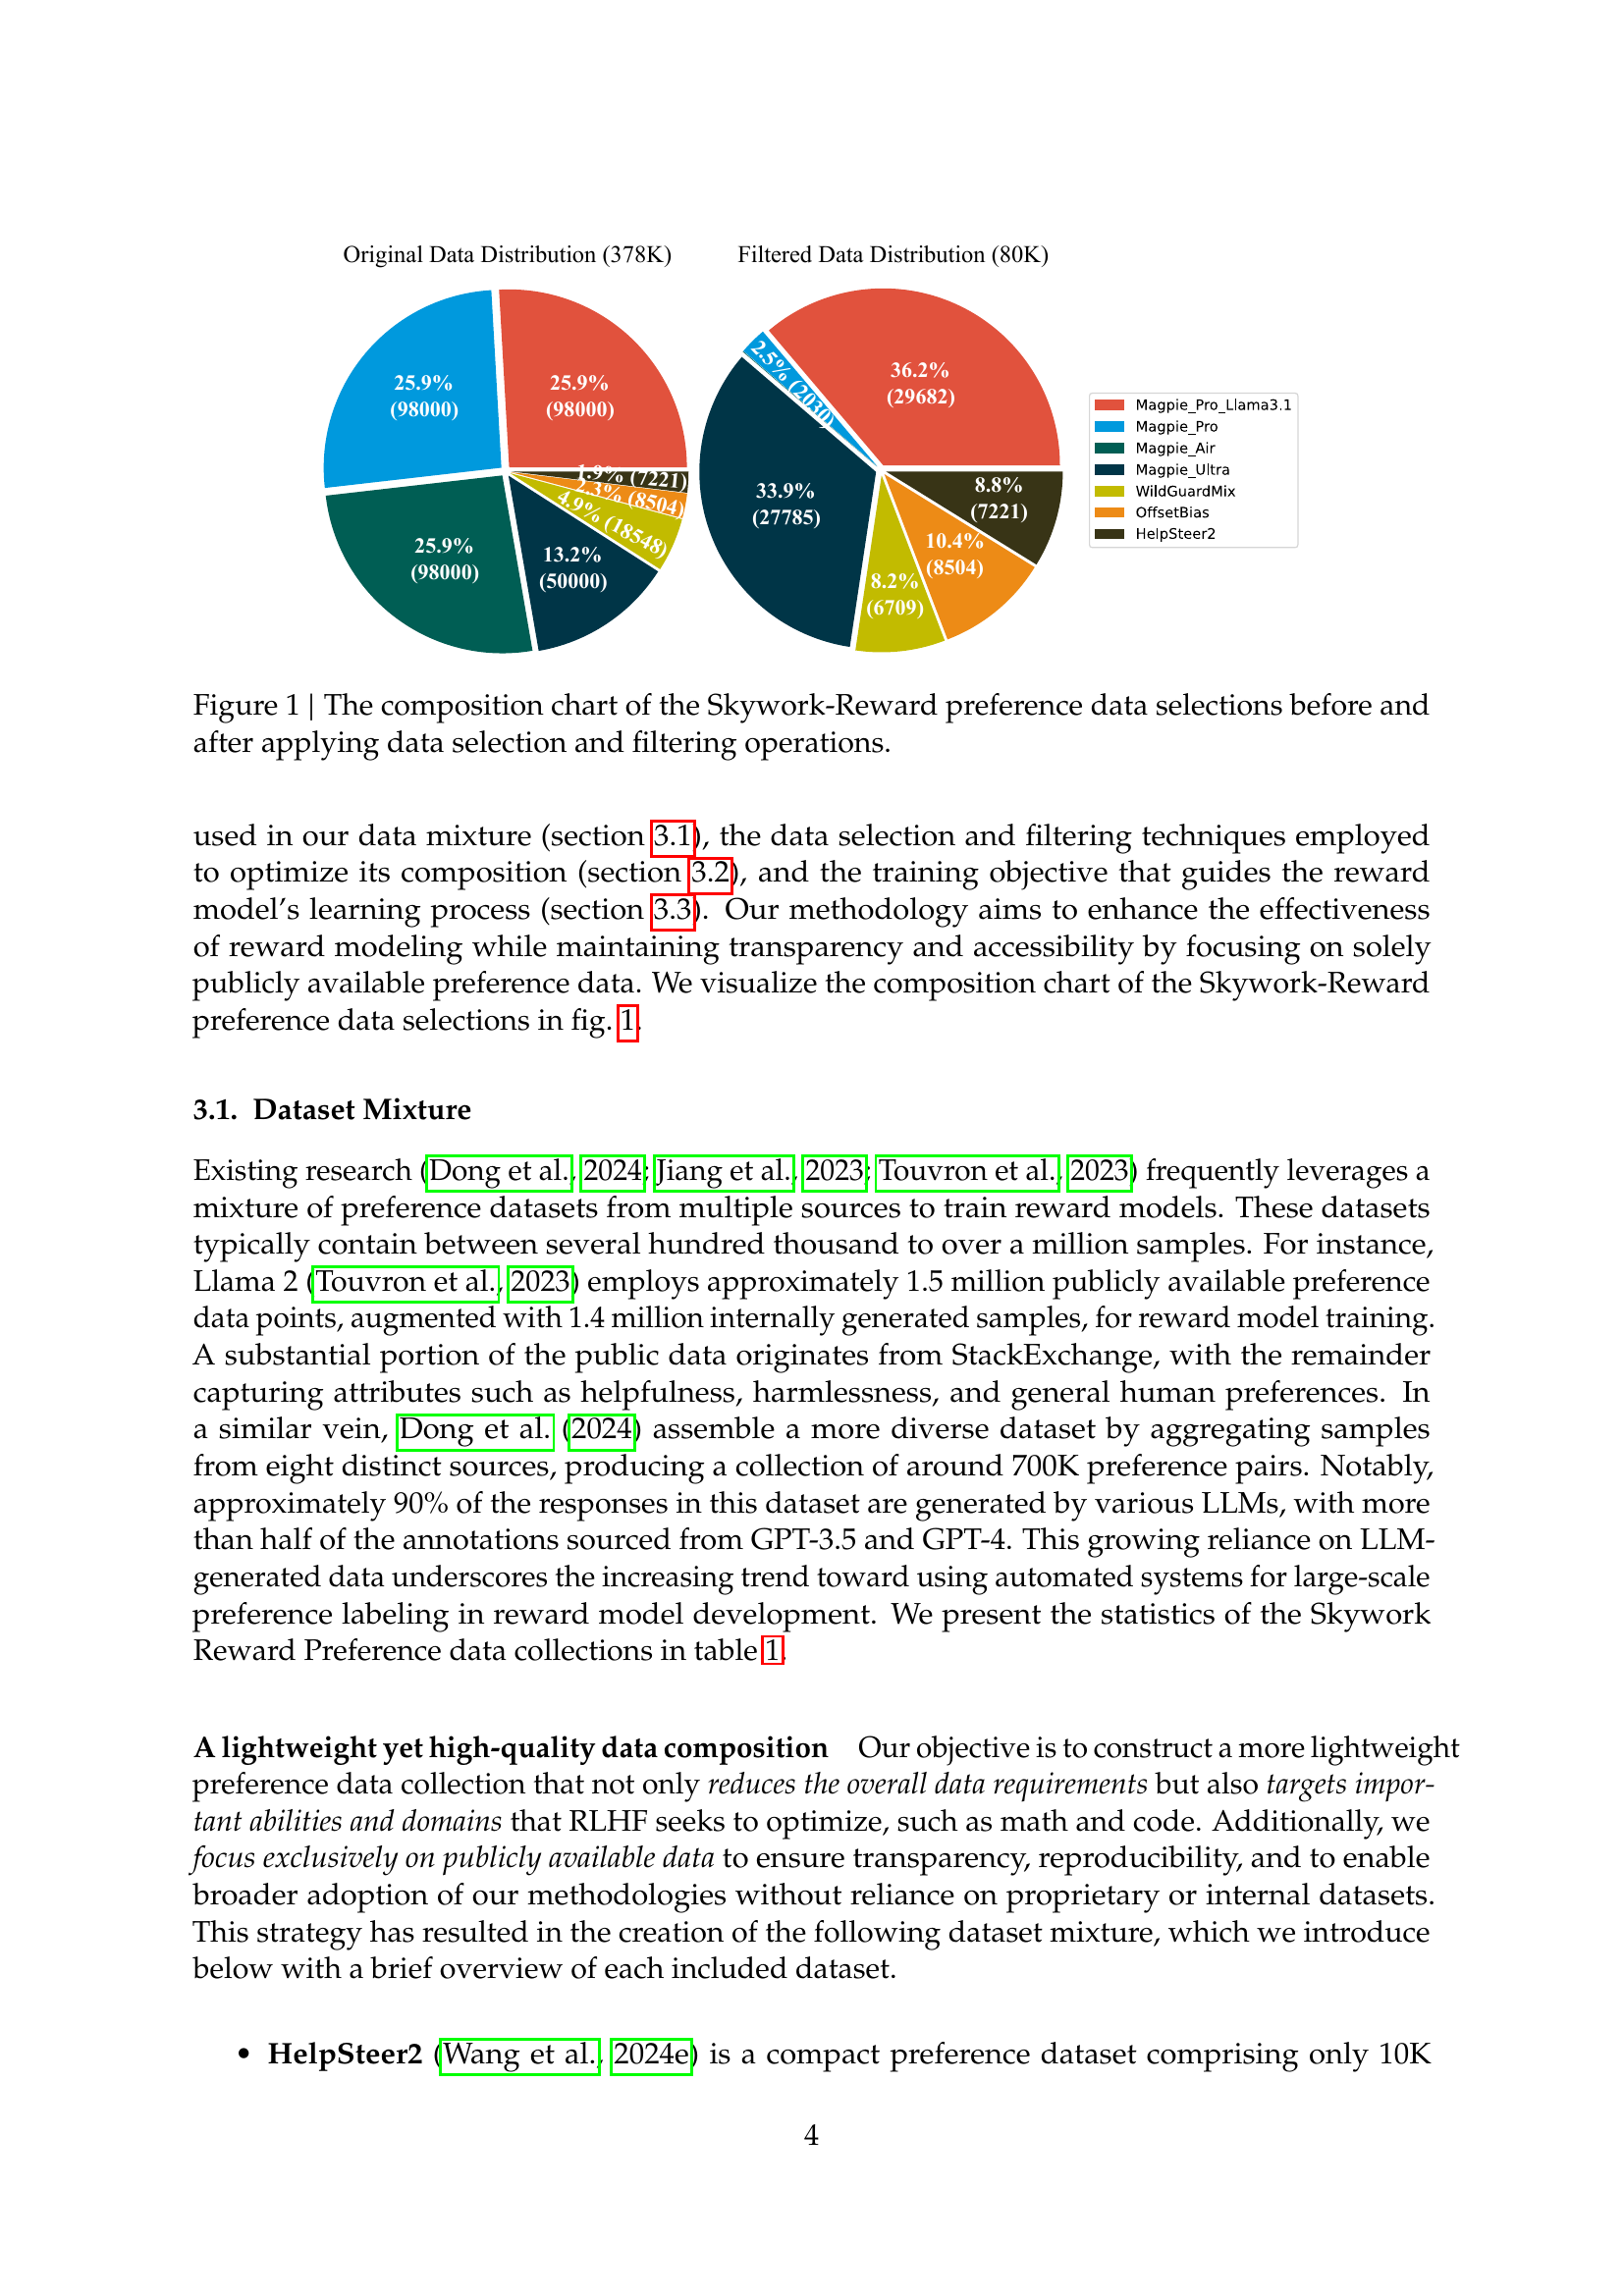 Original Data Distribution (378K)
Filtered Data Distribution (80K)
25.9%
(98000)
25.9%
(98000)
25.9%
(98000)
13.2%
(50000)
4.9% (18548)
2.3% (8504)
1.9% (7221)
36.2%
(29682)
2.5% (2030)
33.9%
(27785)
8.2%
(6709)
10.4%
(8504)
8.8%
(7221)
Magpie_Pro_Llama3.1
Magpie_Pro
Magpie_Air
Magpie_Ultra
WildGuardMix
OffsetBias
HelpSteer2
Figure 1 | The composition chart of the Skywork-Reward preference data selections before and
after applying data selection and filtering operations.
used in our data mixture (section 3.1), the data selection and filtering techniques employed
to optimize its composition (section 3.2), and the training objective that guides the reward
model's learning process (section 3.3). Our methodology aims to enhance the effectiveness
of reward modeling while maintaining transparency and accessibility by focusing on solely
publicly available preference data. We visualize the composition chart of the Skywork-Reward
preference data selections in fig. 1.
3.1. Dataset Mixture
Existing research (Dong et al., 2024; Jiang et al., 2023; Touvron et al., 2023) frequently leverages a
mixture of preference datasets from multiple sources to train reward models. These datasets
typically contain between several hundred thousand to over a million samples. For instance,
Llama 2 (Touvron et al., 2023) employs approximately 1.5 million publicly available preference
data points, augmented with 1.4 million internally generated samples, for reward model training.
A substantial portion of the public data originates from StackExchange, with the remainder
capturing attributes such as helpfulness, harmlessness, and general human preferences. In
a similar vein, Dong et al. (2024) assemble a more diverse dataset by aggregating samples
from eight distinct sources, producing a collection of around 700K preference pairs. Notably,
approximately 90% of the responses in this dataset are generated by various LLMs, with more
than half of the annotations sourced from GPT-3.5 and GPT-4. This growing reliance on LLM-
generated data underscores the increasing trend toward using automated systems for large-scale
preference labeling in reward model development. We present the statistics of the Skywork
Reward Preference data collections in table 1.
A lightweight yet high-quality data composition Our objective is to construct a more lightweight
preference data collection that not only reduces the overall data requirements but also targets impor-
tant abilities and domains that RLHF seeks to optimize, such as math and code. Additionally, we
focus exclusively on publicly available data to ensure transparency, reproducibility, and to enable
broader adoption of our methodologies without reliance on proprietary or internal datasets.
This strategy has resulted in the creation of the following dataset mixture, which we introduce
below with a brief overview of each included dataset.
• HelpSteer2 (Wang et al., 2024e) is a compact preference dataset comprising only 10K
4